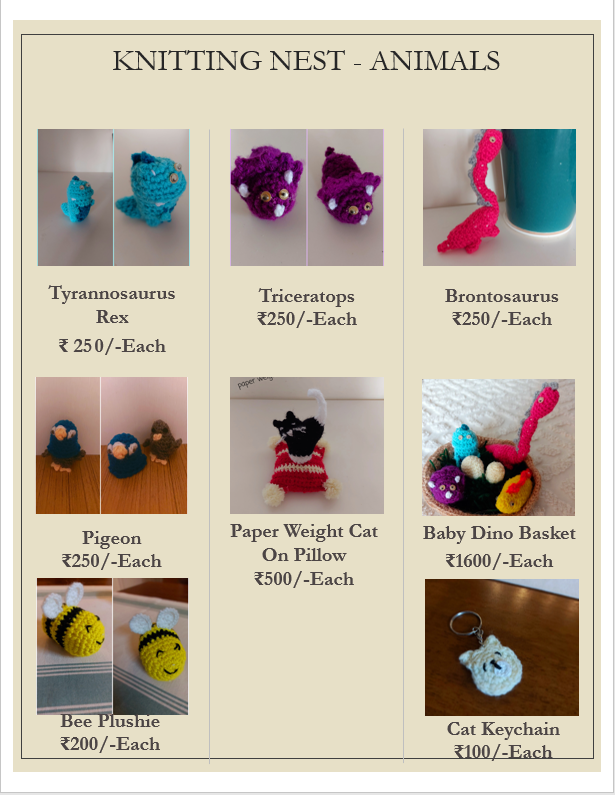 KNITTING NEST - ANIMALS
Tyrannosaurus
Rex
₹ 250/-Each
Triceratops
₹250/-Each
Brontosaurus
₹250/-Each
paper weig
Pigeon
₹250/-Each
Paper Weight Cat
On Pillow
₹500/-Each
Baby Dino Basket
₹1600/-Each
Bee Plushie
₹200/-Each
Cat Keychain
₹100/-Each